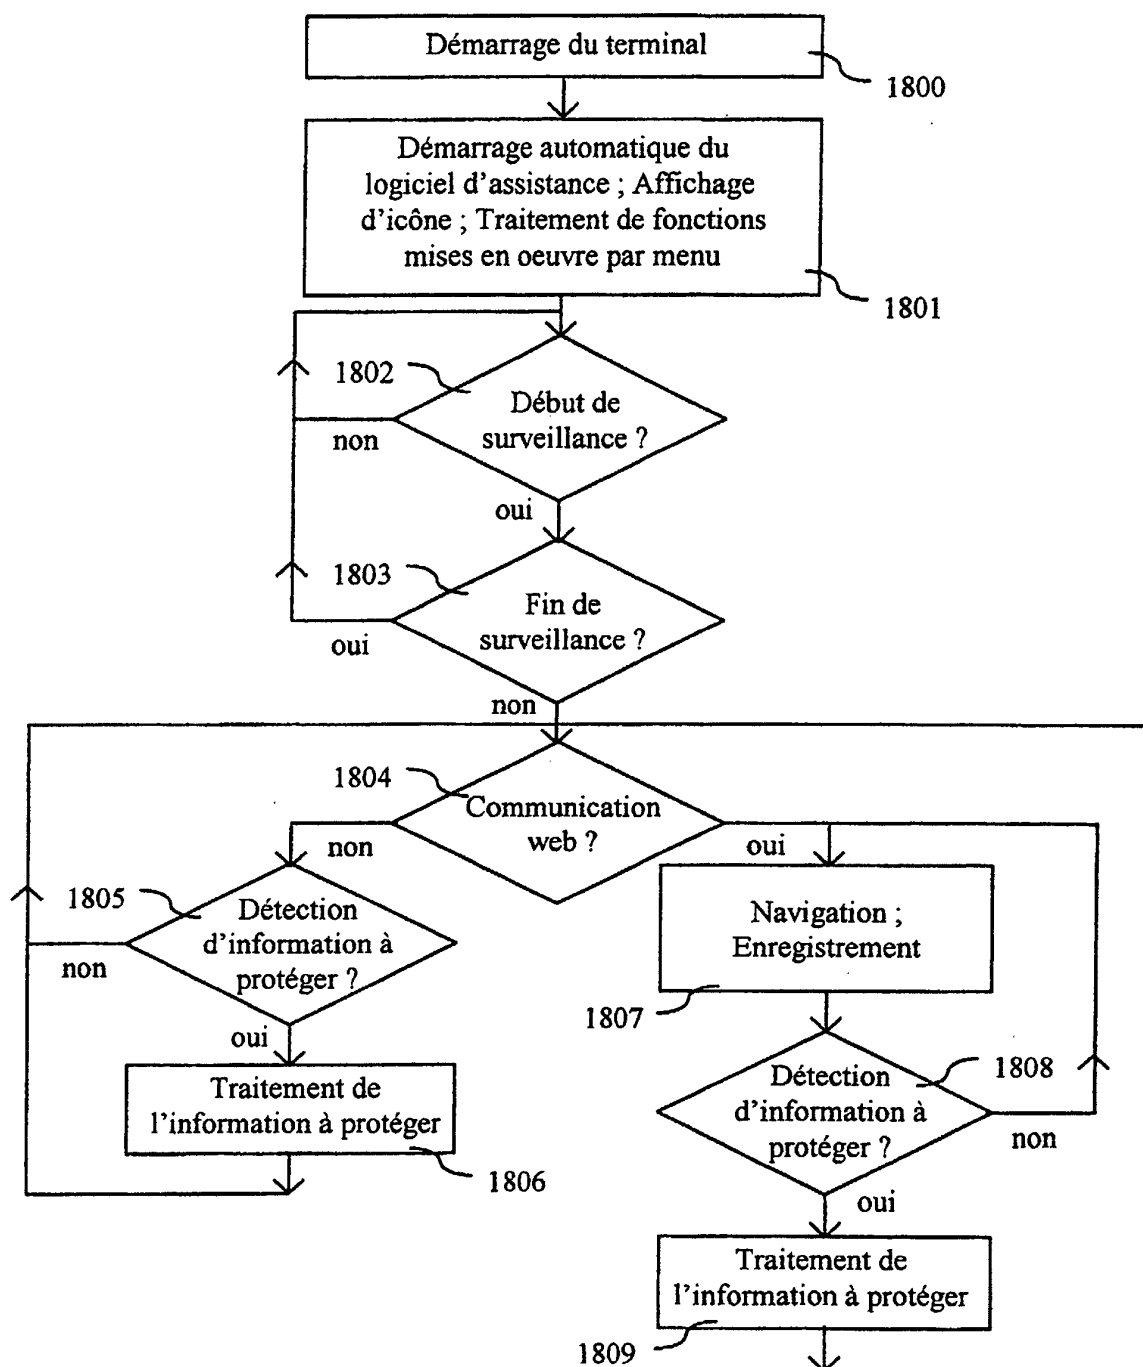 Démarrage du terminal
1800
Démarrage automatique du
logiciel d'assistance ; Affichage
d'icône ; Traitement de fonctions
mises en oeuvre par menu
1801
1802
Début de
surveillance ?
non
oui
1803
Fin de
surveillance ?
oui
non
1804
Communication
web ?
non
oui
1805
Détection
d'information à
protéger ?
non
oui
Traitement de
l'information à protéger
1806
Navigation ;
Enregistrement
1807
1808
Détection
d'information à
protéger ?
non
oui
Traitement de
l'information à protéger
1809